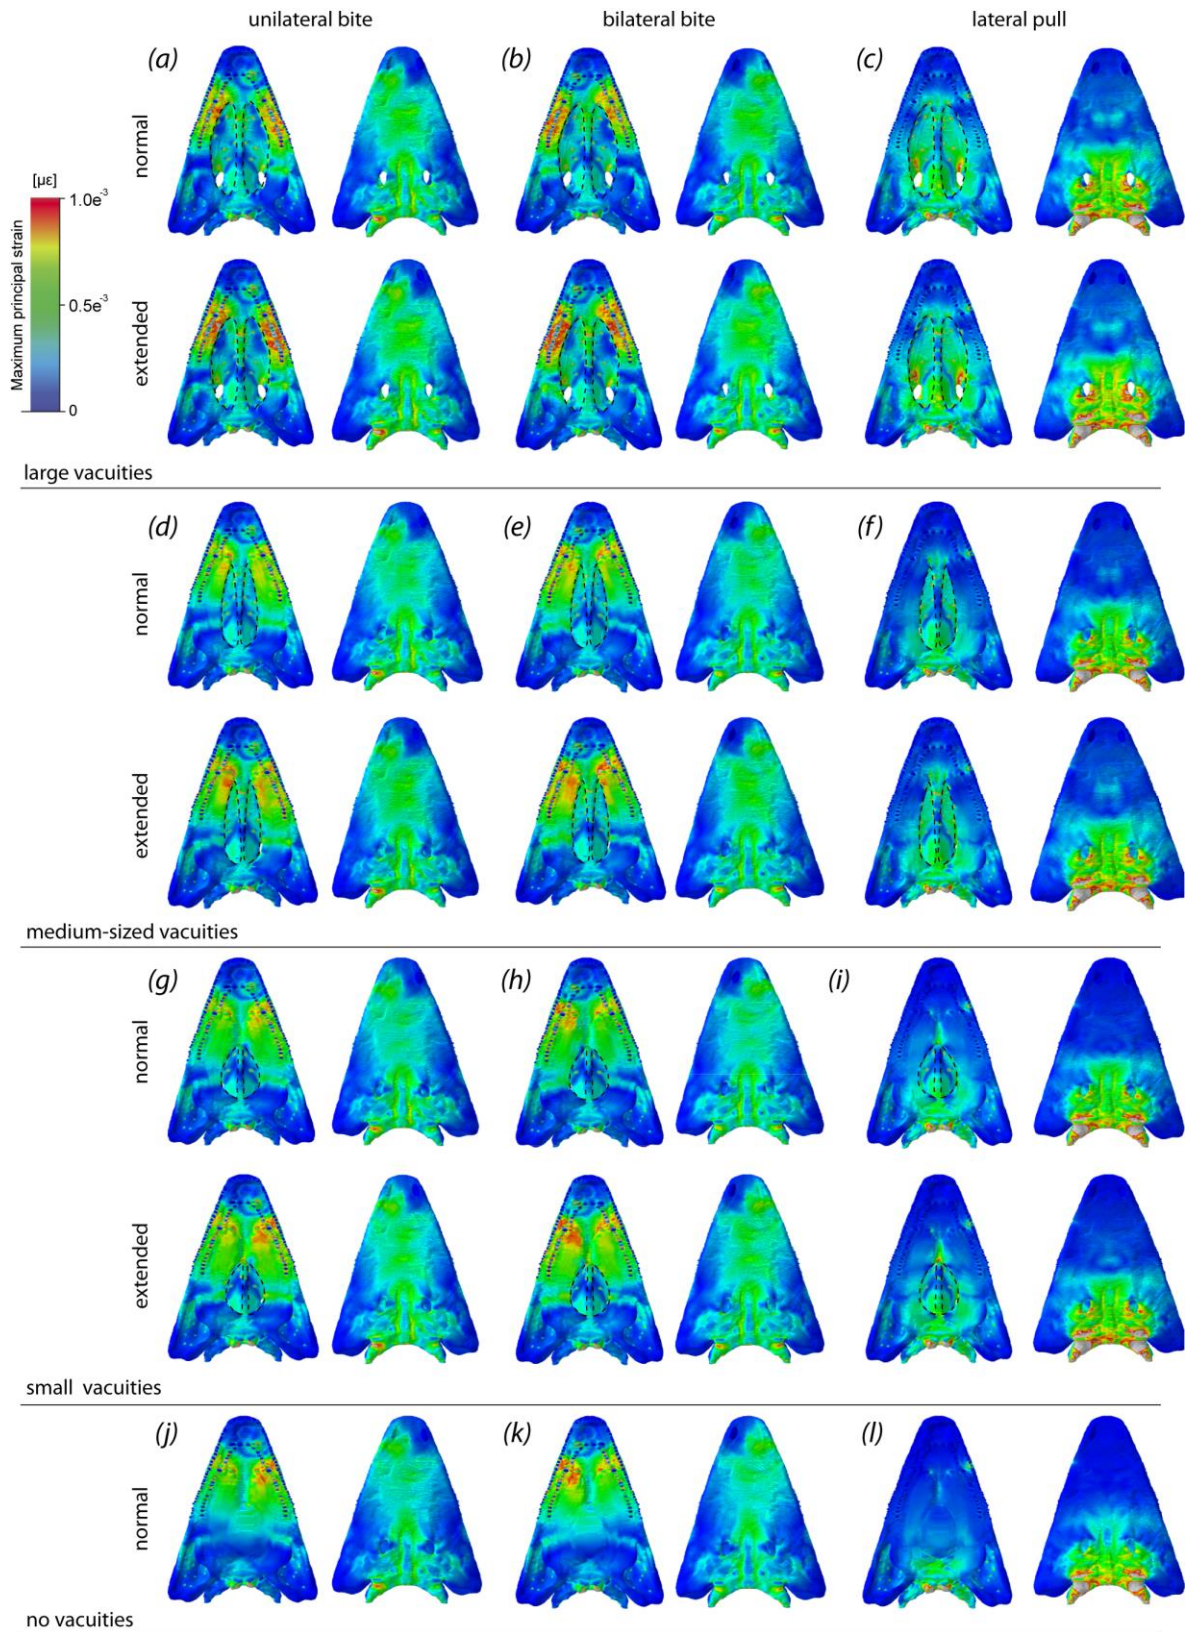 unilateral bite
bilateral bite
lateral pull
(a)
(b)
(c)
normal
[µε]
1.0e-3
0.5e-3
0
Maximum principal strain
extended
large vacuities
(d)
(e)
(f)
normal
extended
medium-sized vacuities
(g)
(h)
(i)
normal
extended
small vacuities
(j)
(k)
(l)
normal
no vacuities